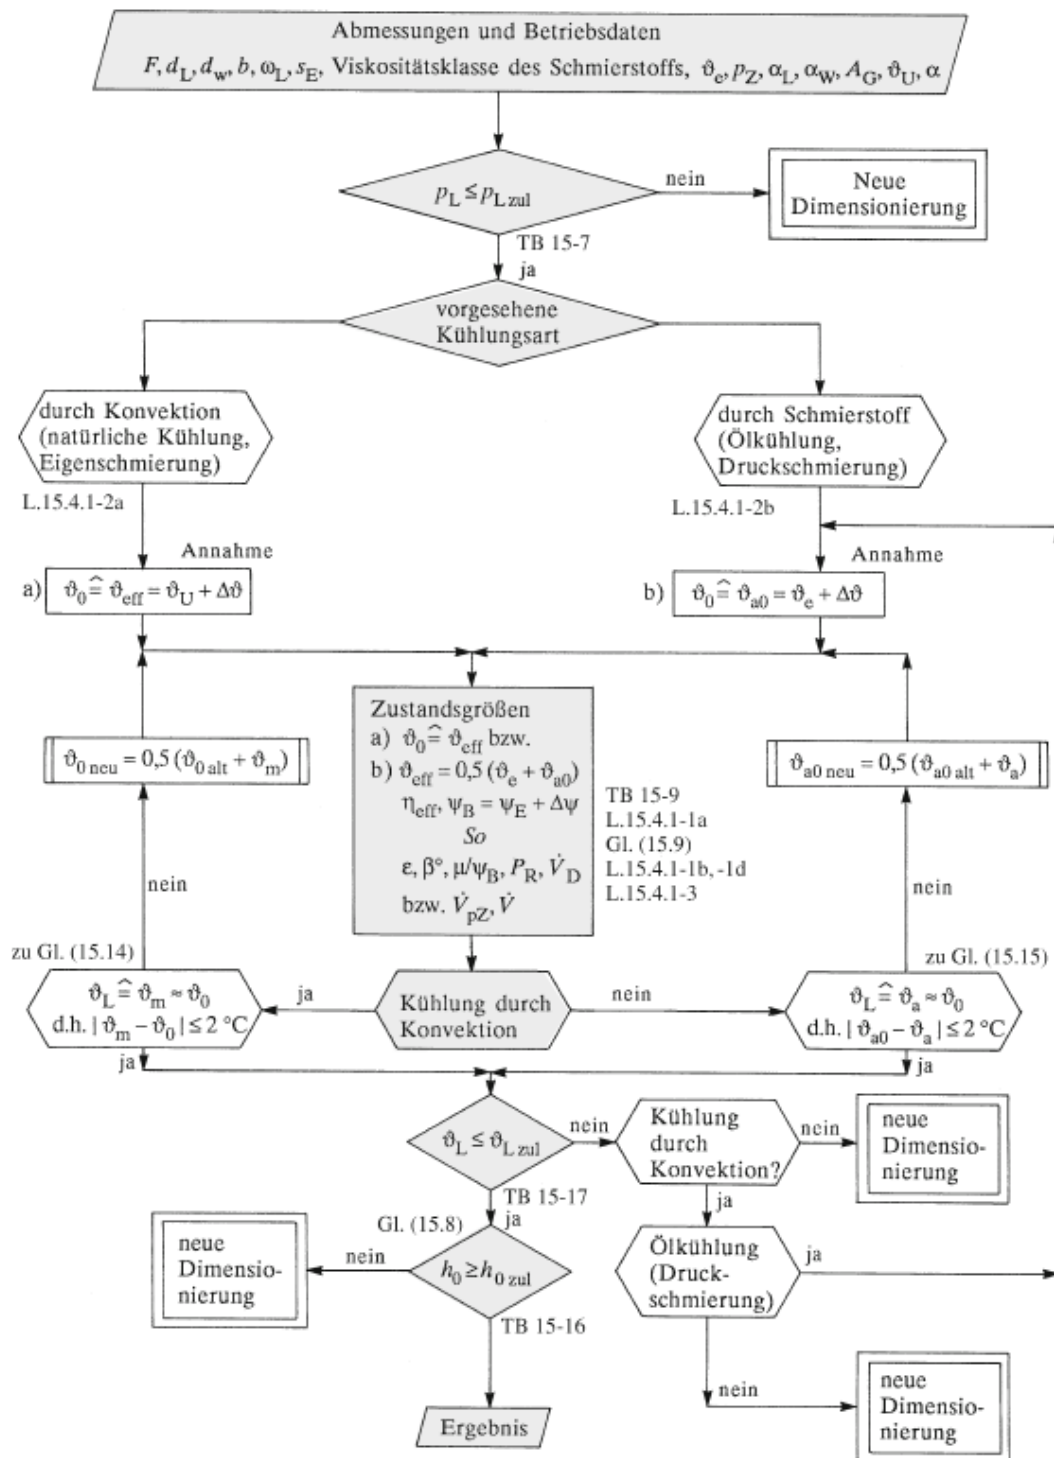 Abmessungen und Betriebsdaten
F, d_L, d_w, b, ω_L, s_E, Viskositätsklasse des Schmierstoffs, ϑ_e, p_Z, α_L, α_W, A_G, ϑ_U, α
p_L ≤ p_L zul
nein
Neue
Dimensionierung
TB 15-7
ja
vorgesehene
Kühlungsart
durch Konvektion
(natürliche Kühlung,
Eigenschmierung)
L.15.4.1-2a
durch Schmierstoff
(Ölkühlung,
Druckschmierung)
L.15.4.1-2b
Annahme
a) ϑ_0 ≙ ϑ_eff = ϑ_U + Δϑ
Annahme
b) ϑ_0 ≙ ϑ_a0 = ϑ_e + Δϑ
ϑ_0 neu = 0,5 (ϑ_0 alt + ϑ_m)
Zustandsgrößen
a) ϑ_0 ≙ ϑ_eff bzw.
b) ϑ_eff = 0,5 (ϑ_e + ϑ_a0)
η_eff, ψ_B = ψ_E + Δψ
So
ε, β°, μ/ψ_B, P_R, V̇_D
bzw. V̇_pZ, V̇
TB 15-9
L.15.4.1-1a
Gl. (15.9)
L.15.4.1-1b, -1d
L.15.4.1-3
ϑ_a0 neu = 0,5 (ϑ_a0 alt + ϑ_a)
nein
nein
zu Gl. (15.14)
ϑ_L ≙ ϑ_m ≈ ϑ_0
d.h. | ϑ_m − ϑ_0 | ≤ 2 °C
ja
ja
Kühlung durch
Konvektion
nein
zu Gl. (15.15)
ϑ_L ≙ ϑ_a ≈ ϑ_0
d.h. | ϑ_a0 − ϑ_a | ≤ 2 °C
ja
ϑ_L ≤ ϑ_L zul
nein
Kühlung
durch
Konvektion?
nein
neue
Dimensio-
nierung
TB 15-17
ja
ja
Gl. (15.8)
h_0 ≥ h_0 zul
nein
neue
Dimensio-
nierung
TB 15-16
Ölkühlung
(Druck-
schmierung)
ja
nein
neue
Dimensio-
nierung
Ergebnis